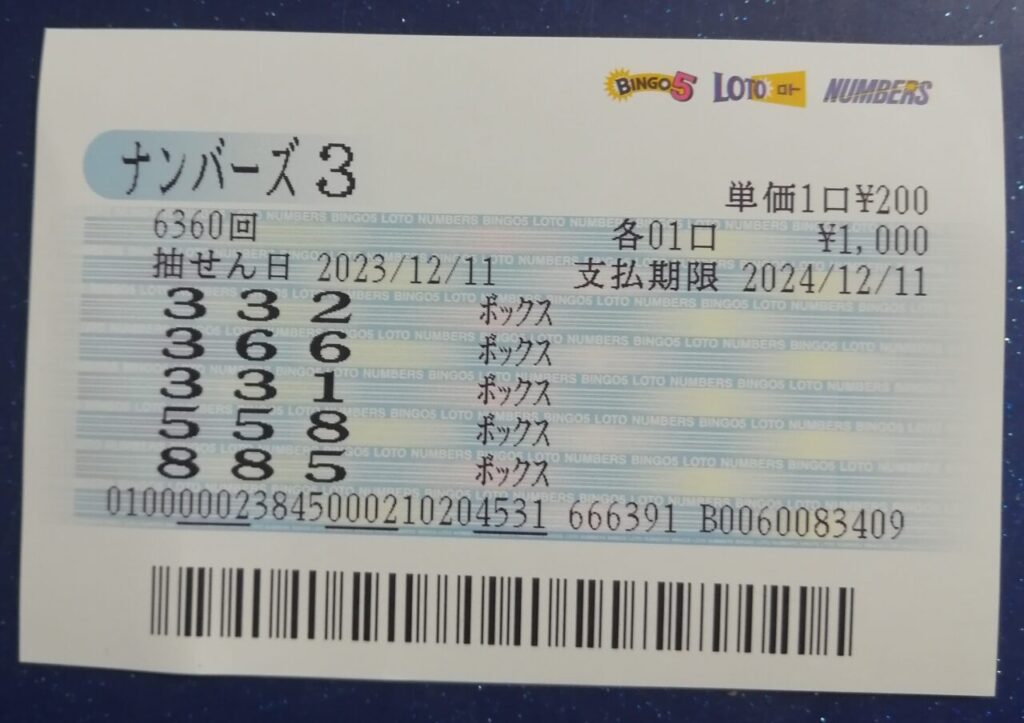 BINGO5 LOTO ロト NUMBERS
ナンバーズ3
単価1口¥200
6360回 各01口 ¥1,000
抽せん日 2023/12/11 支払期限 2024/12/11
3 3 2 ボックス
3 6 6 ボックス
3 3 1 ボックス
5 5 8 ボックス
8 8 5 ボックス
010000023845000210204531 666391 B0060083409